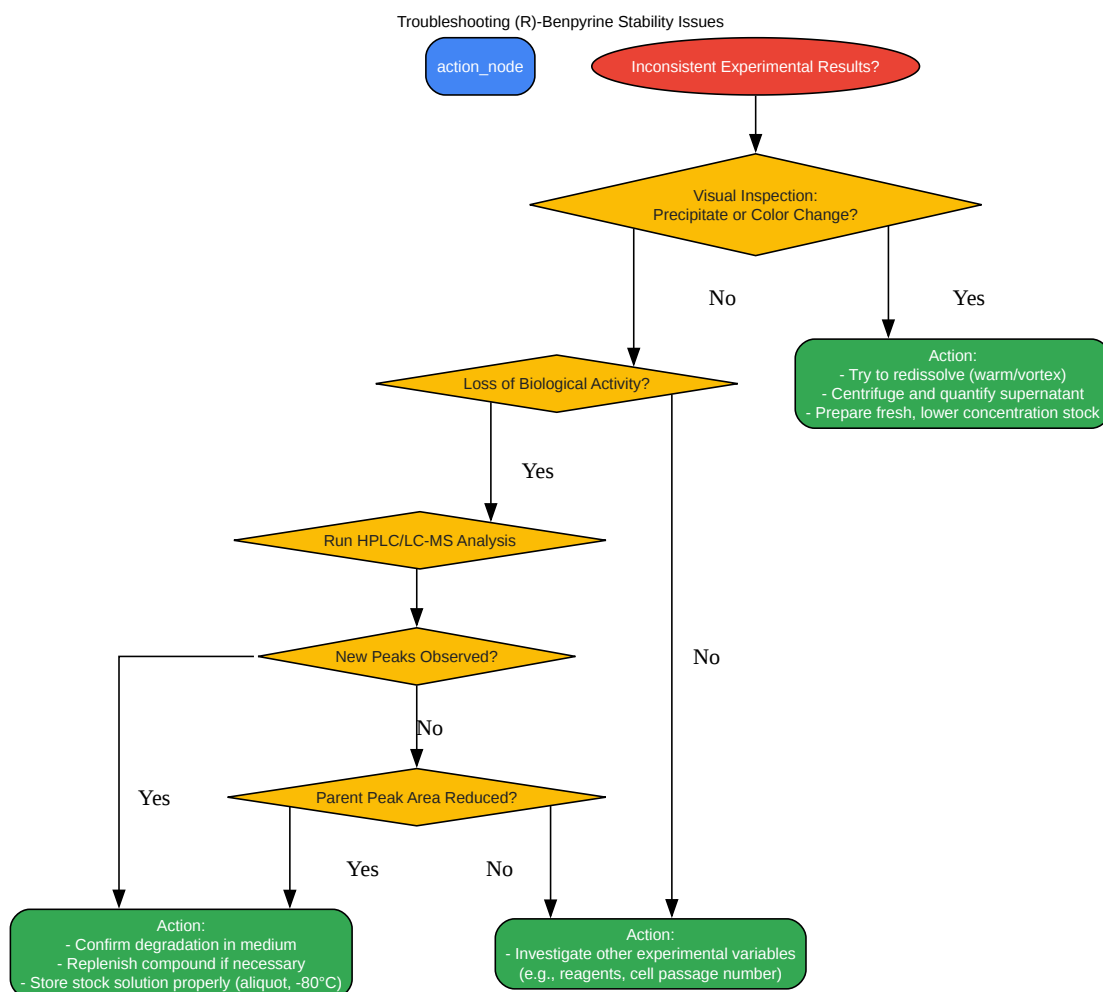 Troubleshooting (R)-Benpyrine Stability Issues
action_node
Inconsistent Experimental Results?
Visual Inspection:
Precipitate or Color Change?
No
Yes
Action:
- Try to redissolve (warm/vortex)
- Centrifuge and quantify supernatant
- Prepare fresh, lower concentration stock
Loss of Biological Activity?
Yes
Run HPLC/LC-MS Analysis
New Peaks Observed?
No
No
Parent Peak Area Reduced?
Yes
Yes
No
Action:
- Confirm degradation in medium
- Replenish compound if necessary
- Store stock solution properly (aliquot, -80°C)
Action:
- Investigate other experimental variables
(e.g., reagents, cell passage number)